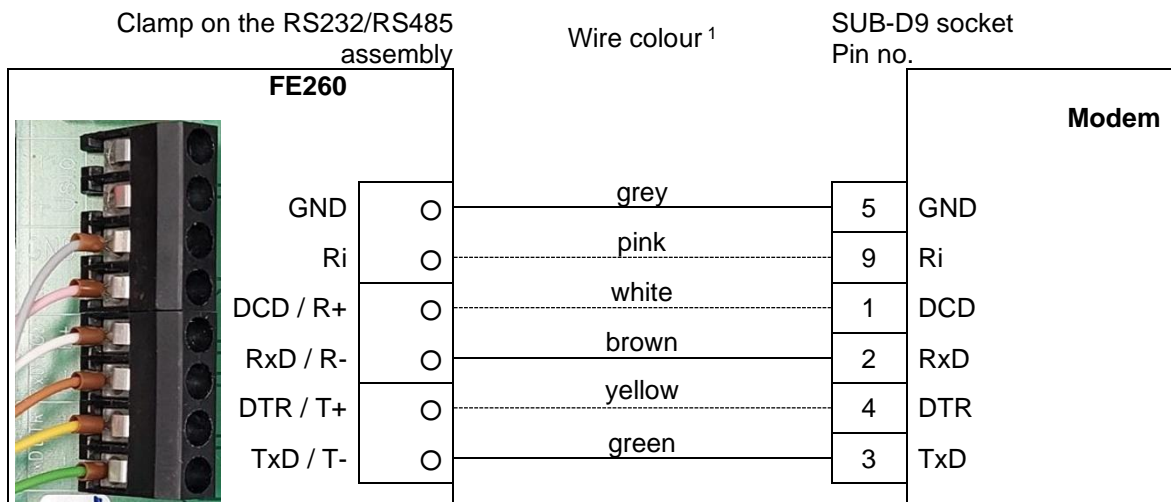 Clamp on the RS232/RS485
assembly
Wire colour ¹
SUB-D9 socket
Pin no.
FE260
Modem
GND grey 5 GND
Ri pink 9 Ri
DCD / R+ white 1 DCD
RxD / R- brown 2 RxD
DTR / T+ yellow 4 DTR
TxD / T- green 3 TxD